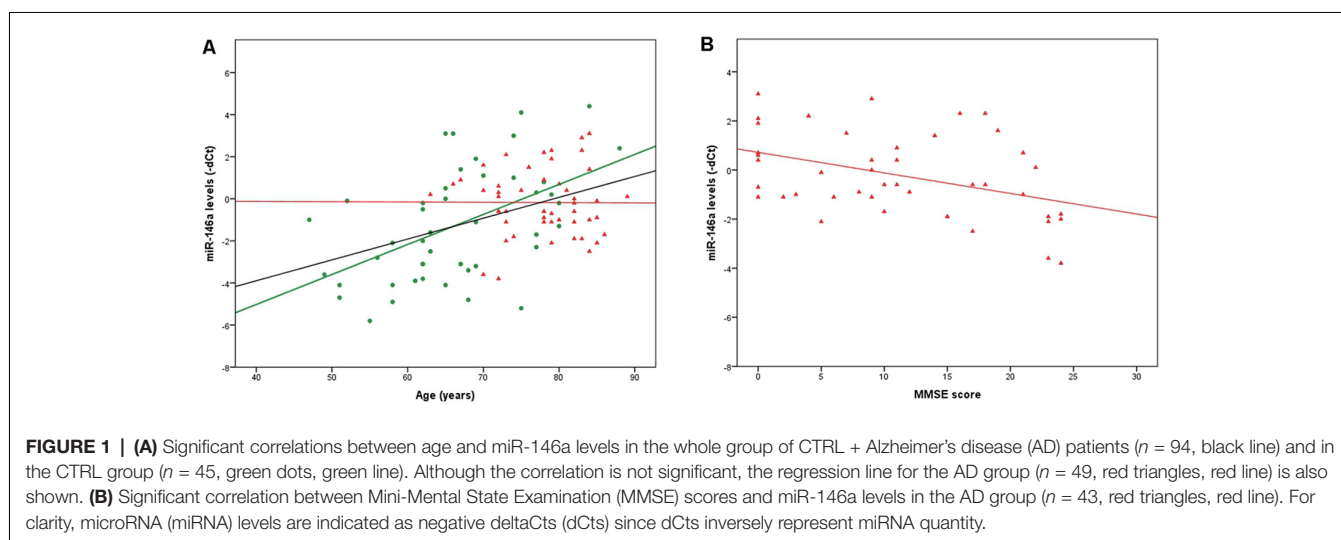 A
miR-146a levels (-dCt)
6
4
2
0
-2
-4
-6
-8
40 50 60 70 80 90
Age (years)
B
miR-146a levels (-dCt)
4
2
0
-2
-4
-6
-8
0 5 10 15 20 25 30
MMSE score
FIGURE 1 | (A) Significant correlations between age and miR-146a levels in the whole group of CTRL + Alzheimer's disease (AD) patients (n = 94, black line) and in
the CTRL group (n = 45, green dots, green line). Although the correlation is not significant, the regression line for the AD group (n = 49, red triangles, red line) is also
shown. (B) Significant correlation between Mini-Mental State Examination (MMSE) scores and miR-146a levels in the AD group (n = 43, red triangles, red line). For
clarity, microRNA (miRNA) levels are indicated as negative deltaCts (dCts) since dCts inversely represent miRNA quantity.